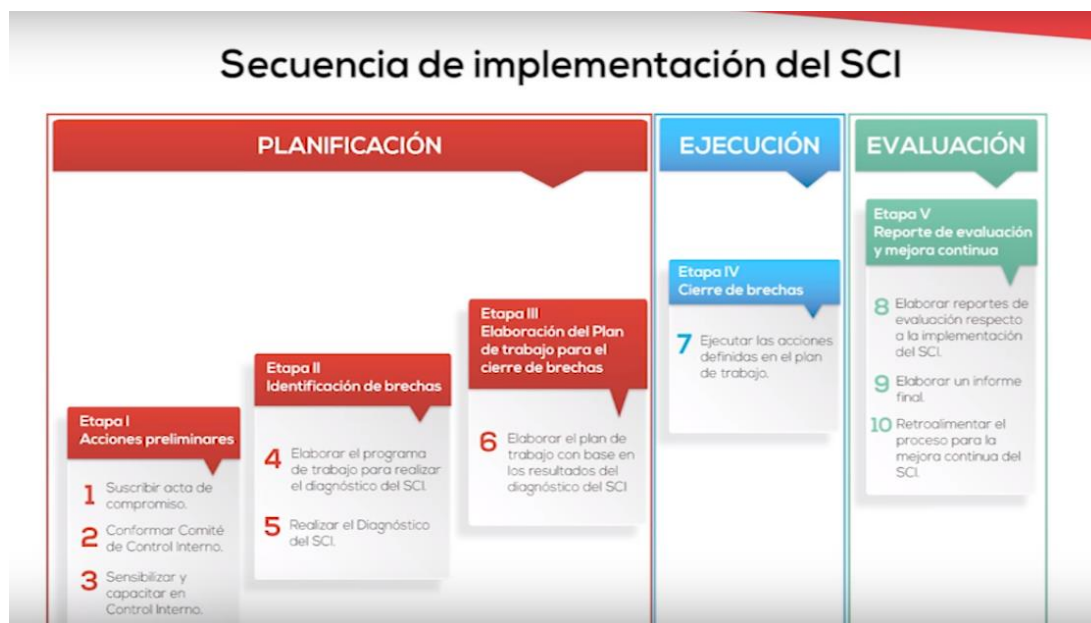 Secuencia de implementación del SCI
PLANIFICACIÓN
Etapa I
Acciones preliminares
1 Suscribir acta de
compromiso.
2 Conformar Comité
de Control Interno.
3 Sensibilizar y
capacitar en
Control Interno.
Etapa II
Identificación de brechas
4 Elaborar el programa
de trabajo para realizar
el diagnóstico del SCI.
5 Realizar el Diagnóstico
del SCI.
Etapa III
Elaboración del Plan
de trabajo para el
cierre de brechas
6 Elaborar el plan de
trabajo con base en
los resultados del
diagnóstico del SCI
EJECUCIÓN
Etapa IV
Cierre de brechas
7 Ejecutar las acciones
definidas en el plan
de trabajo.
EVALUACIÓN
Etapa V
Reporte de evaluación
y mejora continua
8 Elaborar reportes de
evaluación respecto
a la implementación
del SCI.
9 Elaborar un informe
final.
10 Retroalimentar el
proceso para la
mejora continua del
SCI.